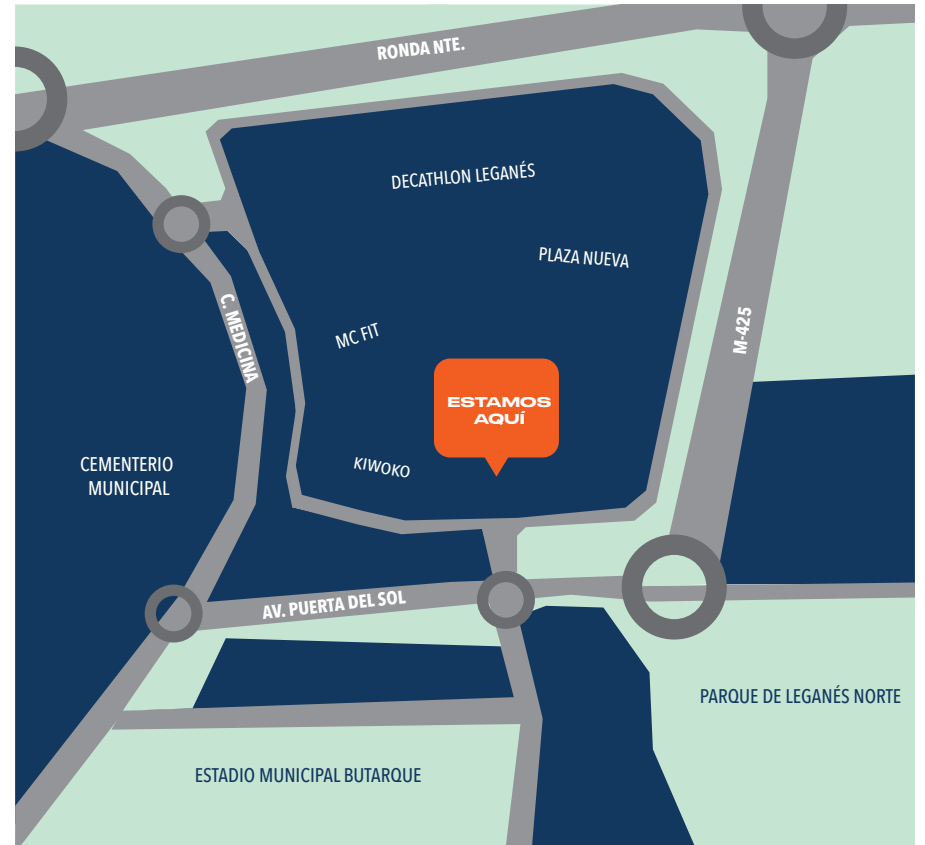 RONDA NTE.
DECATHLON LEGANÉS
PLAZA NUEVA
C. MEDICINA
MC FIT
M-425
ESTAMOS
AQUÍ
CEMENTERIO
MUNICIPAL
KIWOKO
AV. PUERTA DEL SOL
PARQUE DE LEGANÉS NORTE
ESTADIO MUNICIPAL BUTARQUE